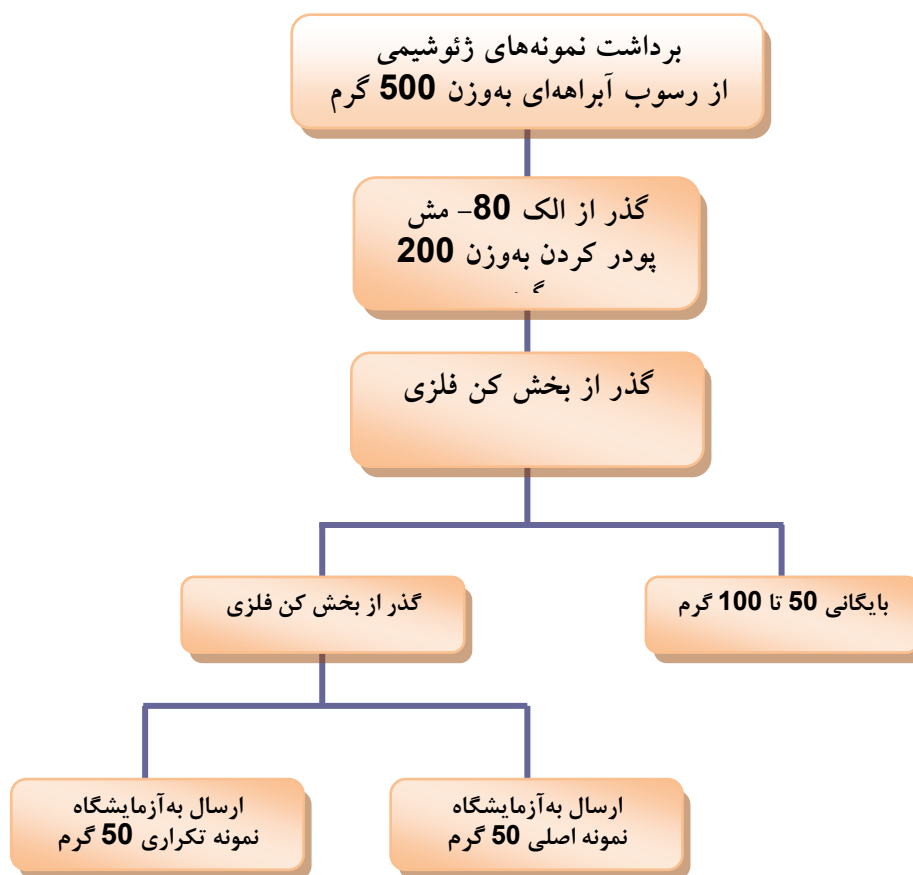 برداشت نمونه‌های ژئوشیمی
از رسوب آبراهه‌ای به‌وزن 500 گرم
گذر از الک 80- مش
پودر کردن به‌وزن 200
گذر از بخش کن فلزی
گذر از بخش کن فلزی
بایگانی 50 تا 100 گرم
ارسال به‌آزمایشگاه
نمونه اصلی 50 گرم
ارسال به‌آزمایشگاه
نمونه تکراری 50 گرم